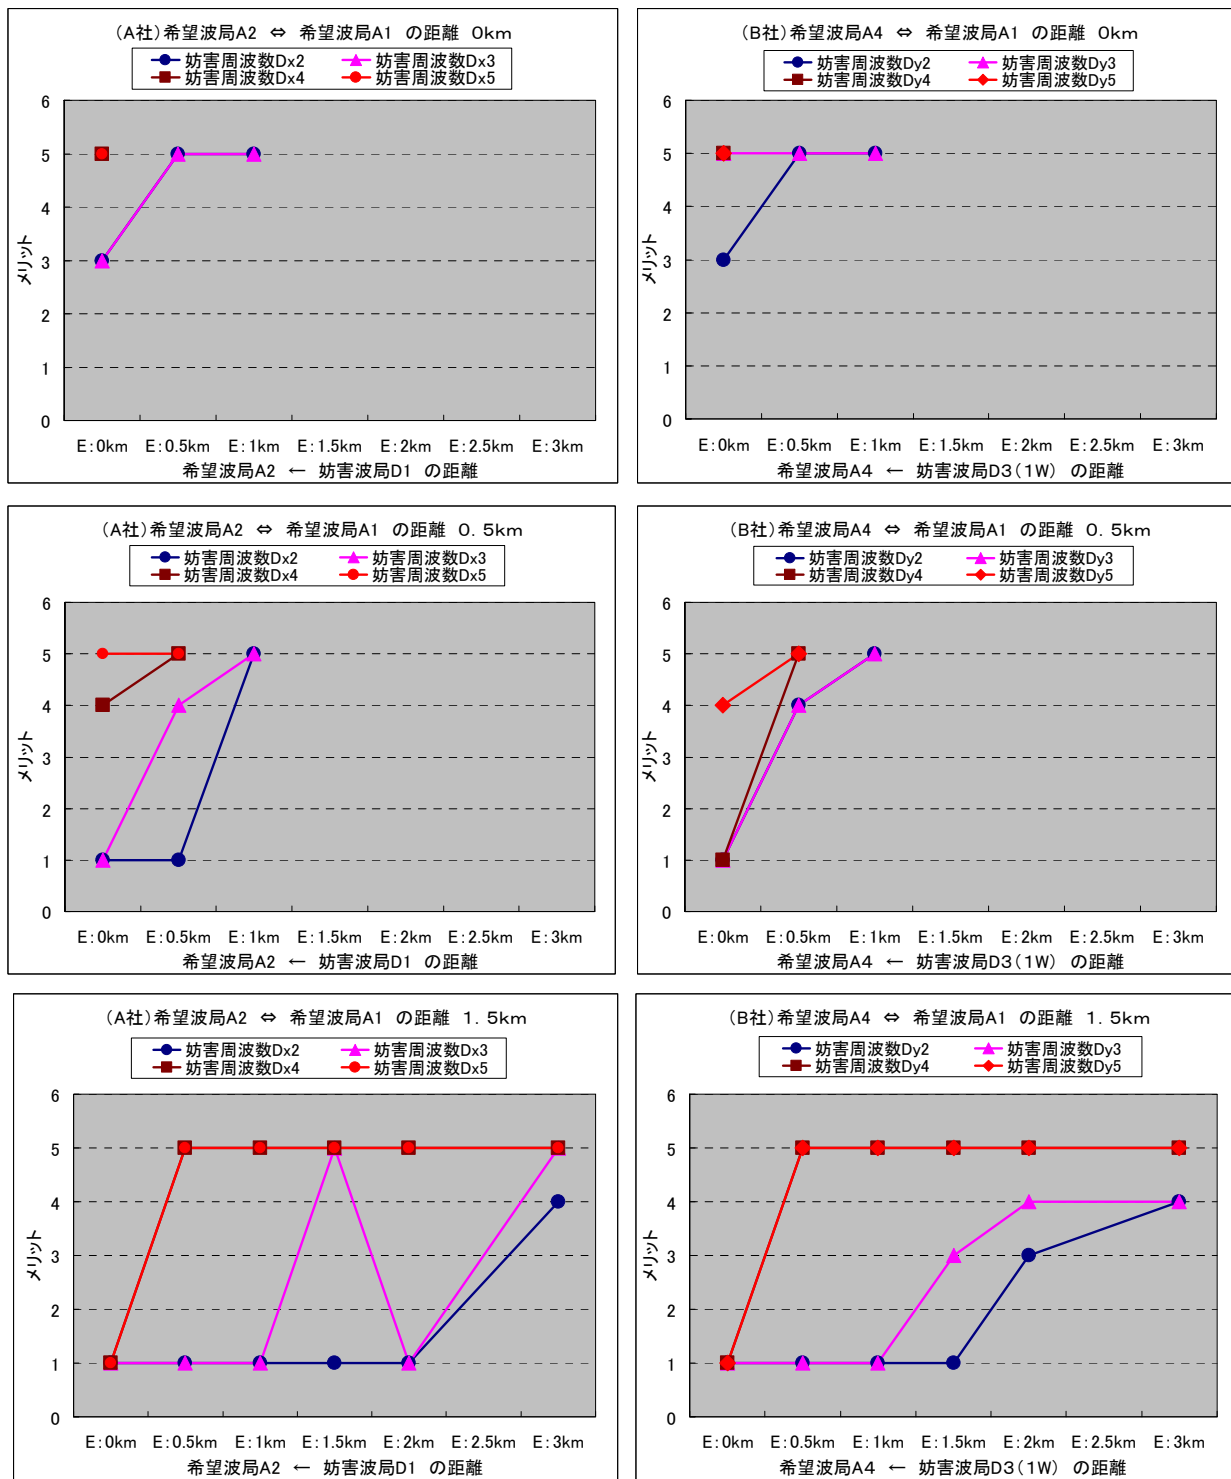 (A社)希望波局A2 ⇔ 希望波局A1 の距離 0km
妨害周波数Dx2 妨害周波数Dx3
妨害周波数Dx4 妨害周波数Dx5
6
5
4
3
2
1
0
メリット
E:0km E:0.5km E:1km E:1.5km E:2km E:2.5km E:3km
希望波局A2 ← 妨害波局D1 の距離
(B社)希望波局A4 ⇔ 希望波局A1 の距離 0km
妨害周波数Dy2 妨害周波数Dy3
妨害周波数Dy4 妨害周波数Dy5
6
5
4
3
2
1
0
メリット
E:0km E:0.5km E:1km E:1.5km E:2km E:2.5km E:3km
希望波局A4 ← 妨害波局D3(1W) の距離
(A社)希望波局A2 ⇔ 希望波局A1 の距離 0.5km
妨害周波数Dx2 妨害周波数Dx3
妨害周波数Dx4 妨害周波数Dx5
6
5
4
3
2
1
0
メリット
E:0km E:0.5km E:1km E:1.5km E:2km E:2.5km E:3km
希望波局A2 ← 妨害波局D1 の距離
(B社)希望波局A4 ⇔ 希望波局A1 の距離 0.5km
妨害周波数Dy2 妨害周波数Dy3
妨害周波数Dy4 妨害周波数Dy5
6
5
4
3
2
1
0
メリット
E:0km E:0.5km E:1km E:1.5km E:2km E:2.5km E:3km
希望波局A4 ← 妨害波局D3(1W) の距離
(A社)希望波局A2 ⇔ 希望波局A1 の距離 1.5km
妨害周波数Dx2 妨害周波数Dx3
妨害周波数Dx4 妨害周波数Dx5
6
5
4
3
2
1
0
メリット
E:0km E:0.5km E:1km E:1.5km E:2km E:2.5km E:3km
希望波局A2 ← 妨害波局D1 の距離
(B社)希望波局A4 ⇔ 希望波局A1 の距離 1.5km
妨害周波数Dy2 妨害周波数Dy3
妨害周波数Dy4 妨害周波数Dy5
6
5
4
3
2
1
0
メリット
E:0km E:0.5km E:1km E:1.5km E:2km E:2.5km E:3km
希望波局A4 ← 妨害波局D3(1W) の距離